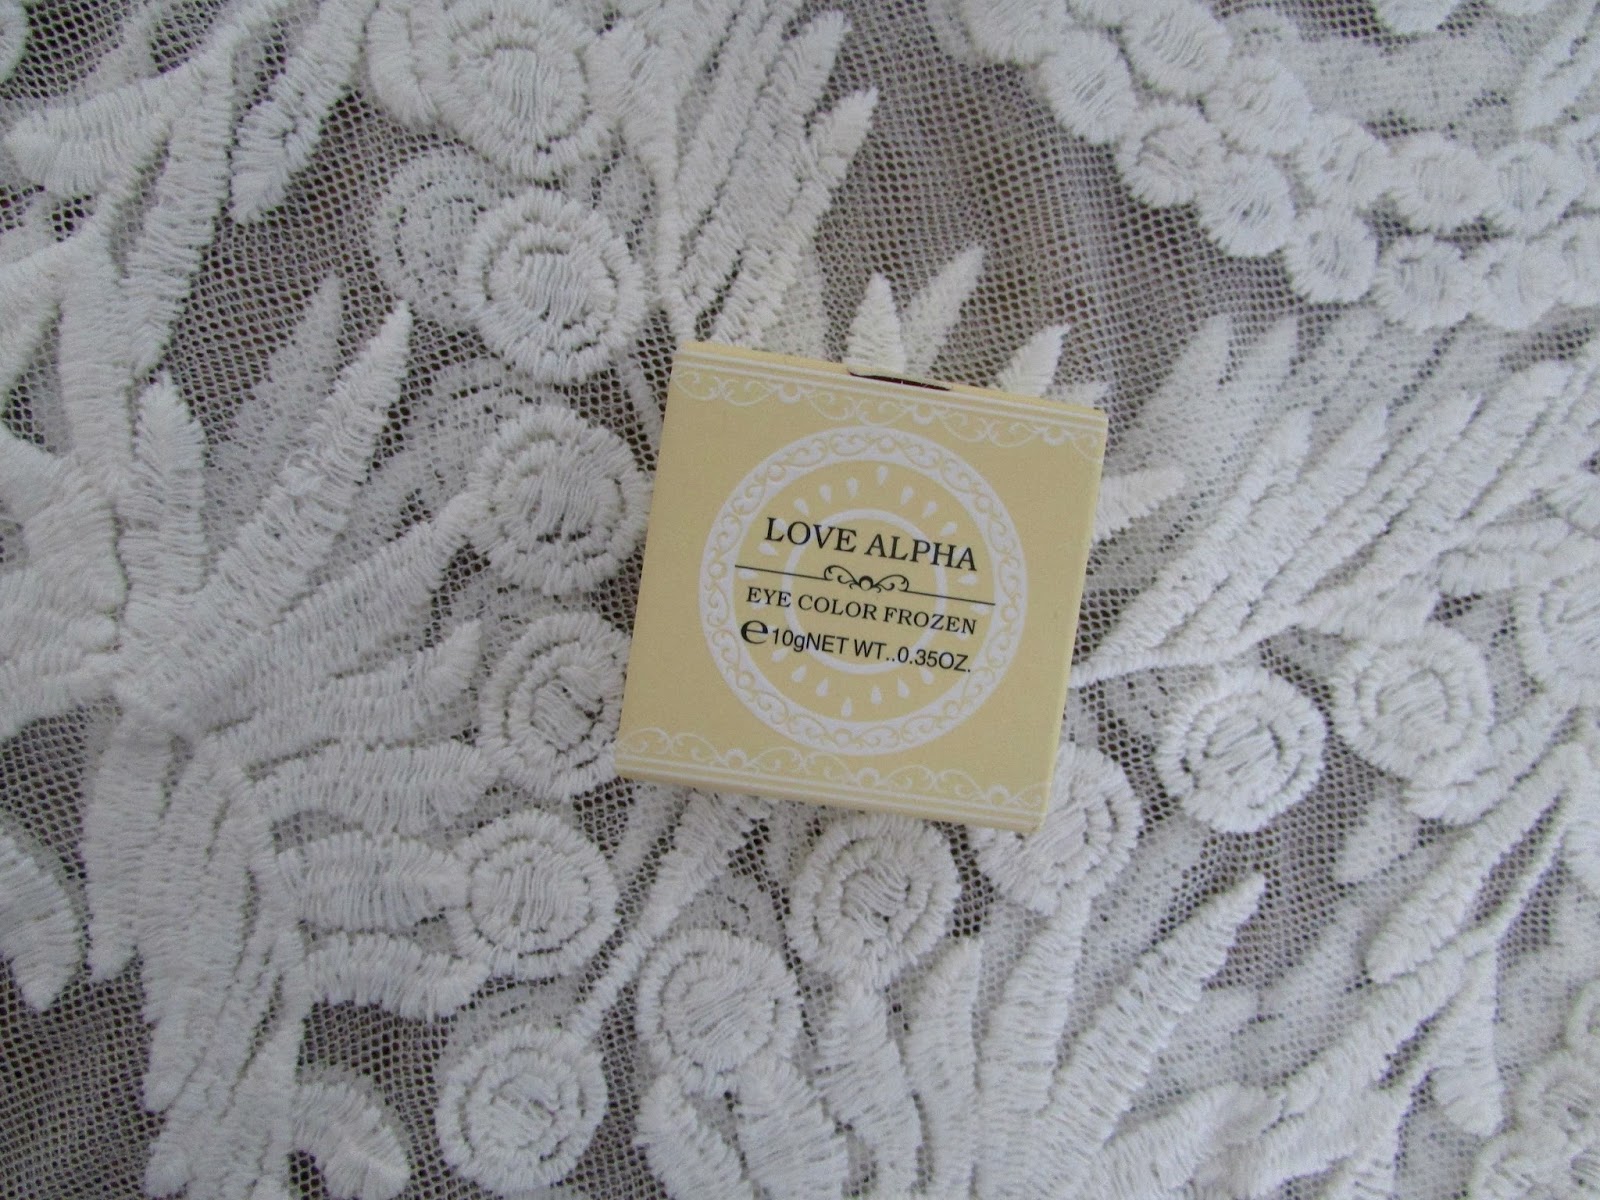 LOVE ALPHA
EYE COLOR FROZEN
℮10gNET WT..0.35OZ.